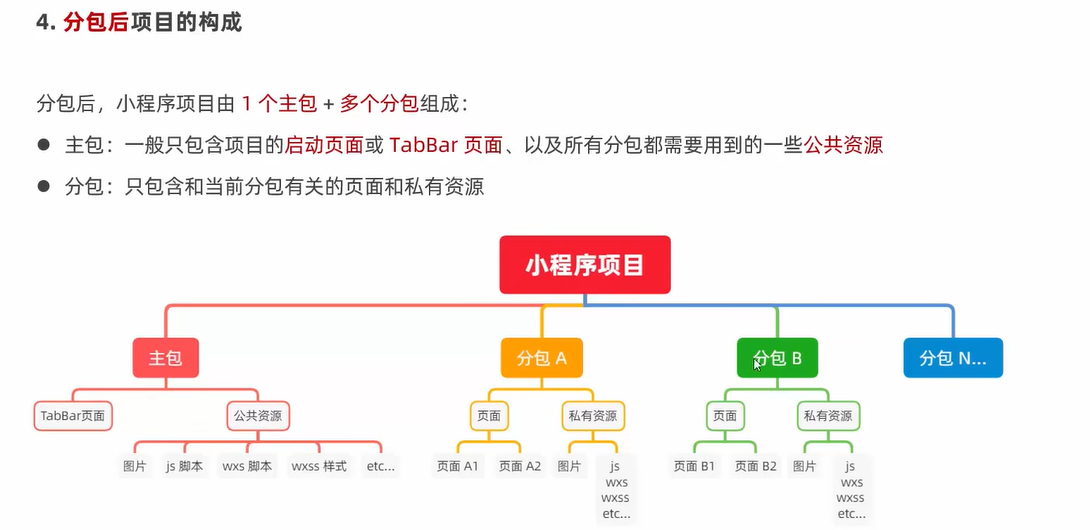 4. 分包后项目的构成
分包后，小程序项目由 1 个主包 + 多个分包组成：
● 主包：一般只包含项目的启动页面或 TabBar 页面、以及所有分包都需要用到的一些公共资源
● 分包：只包含和当前分包有关的页面和私有资源
小程序项目
主包 分包 A 分包 B 分包 N...
TabBar页面 公共资源 页面 私有资源 页面 私有资源
图片 js 脚本 wxs 脚本 wxss 样式 etc... 页面 A1 页面 A2 图片 js 页面 B1 页面 B2 图片 js
wxs wxs
wxss wxss
etc... etc...